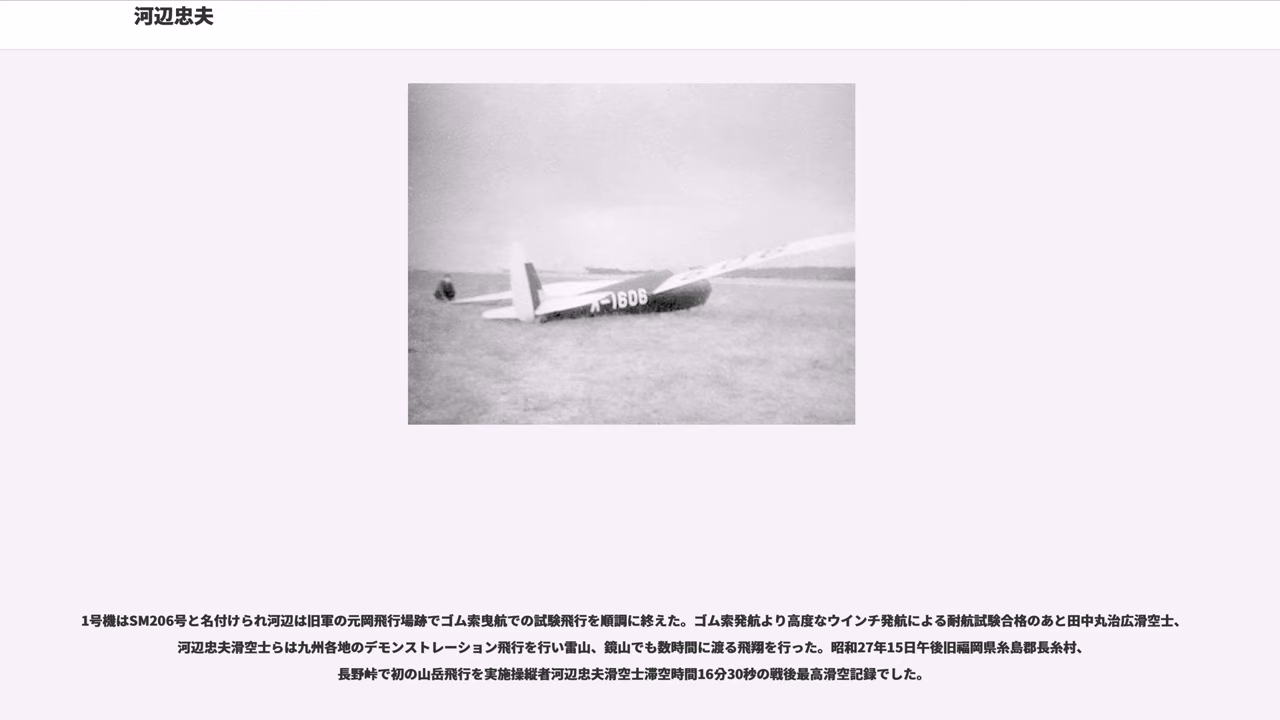 河辺忠夫
-1606
1号機はSM206号と名付けられ河辺は旧軍の元岡飛行場跡でゴム索曳航での試験飛行を順調に終えた。ゴム索発航より高度なウインチ発航による耐航試験合格のあと田中丸治広滑空士、
河辺忠夫滑空士らは九州各地のデモンストレーション飛行を行い雷山、鏡山でも数時間に渡る飛翔を行った。昭和27年15日午後旧福岡県糸島郡長糸村、
長野峠で初の山岳飛行を実施操縦者河辺忠夫滑空士滞空時間16分30秒の戦後最高滑空記録でした。